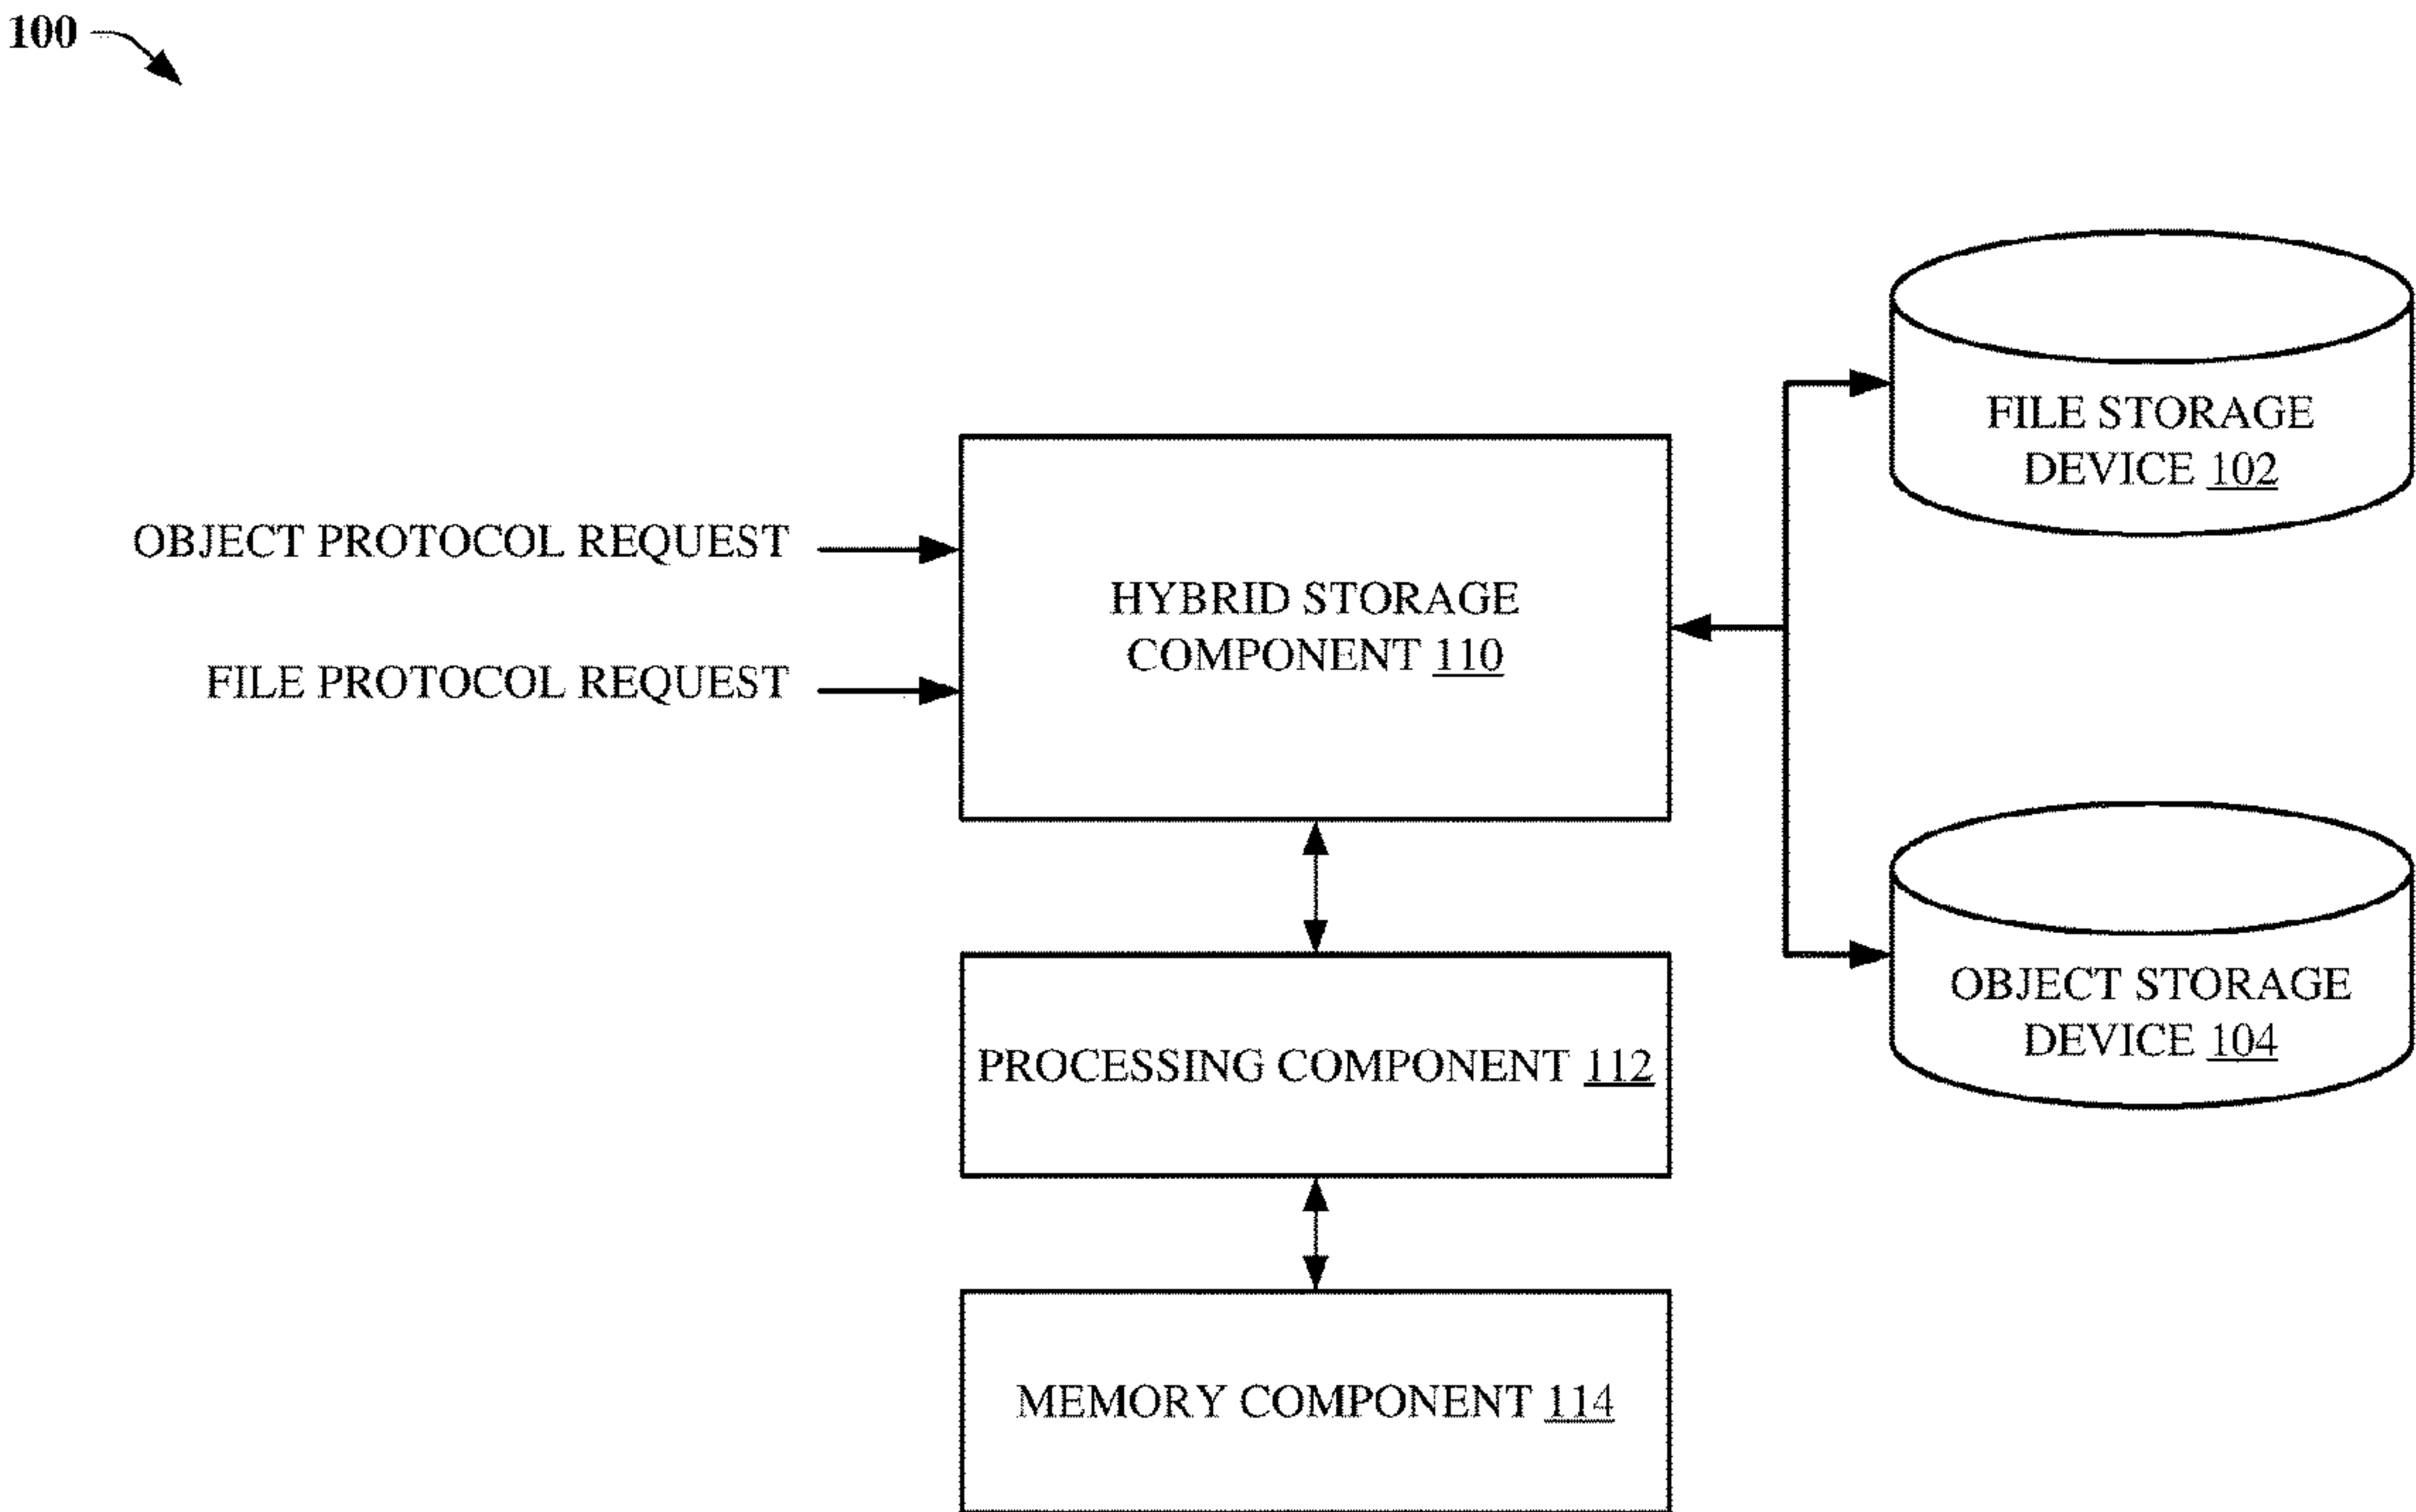 100
FILE STORAGE
DEVICE 102
OBJECT PROTOCOL REQUEST
HYBRID STORAGE
COMPONENT 110
FILE PROTOCOL REQUEST
OBJECT STORAGE
DEVICE 104
PROCESSING COMPONENT 112
MEMORY COMPONENT 114